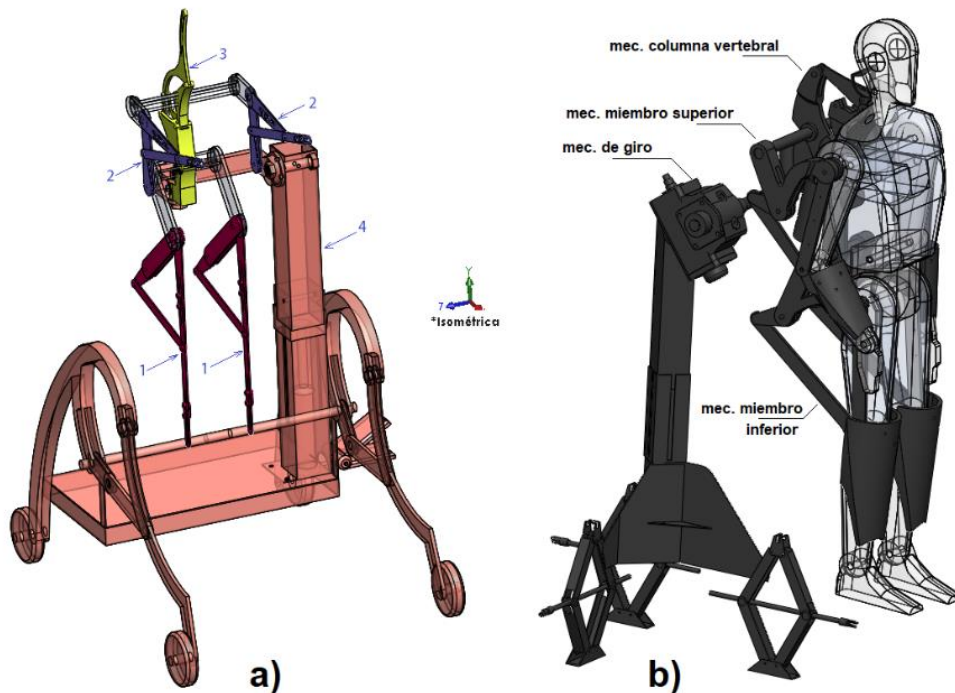 3
2
2
4
1
1
Y
Z
*Isométrica
a)
mec. columna vertebral
mec. miembro superior
mec. de giro
mec. miembro
inferior
b)